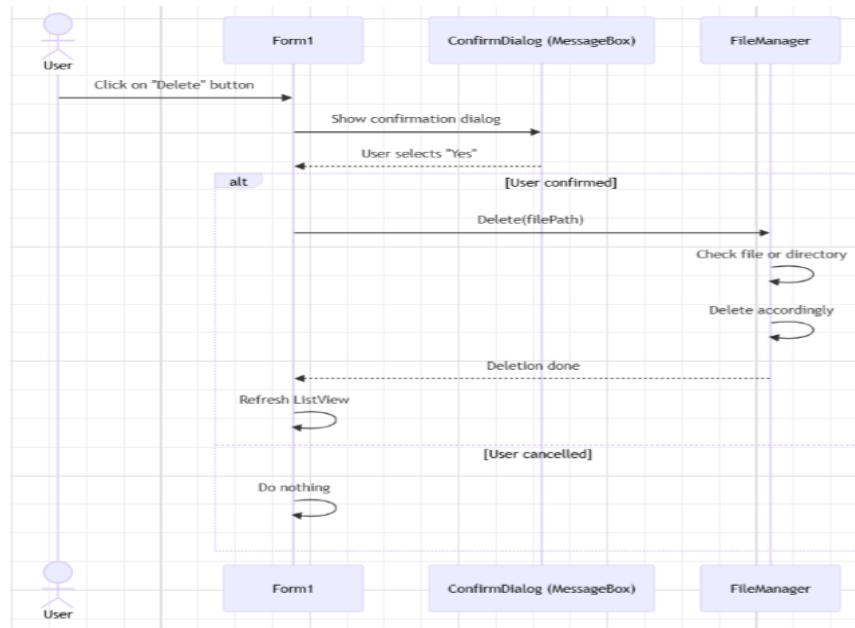 Form1
ConfirmDialog (MessageBox)
FileManager
User
Click on "Delete" button
Show confirmation dialog
User selects "Yes"
alt
[User confirmed]
Delete(filePath)
Check file or directory
Delete accordingly
Deletion done
Refresh ListView
[User cancelled]
Do nothing
Form1
ConfirmDialog (MessageBox)
FileManager
User